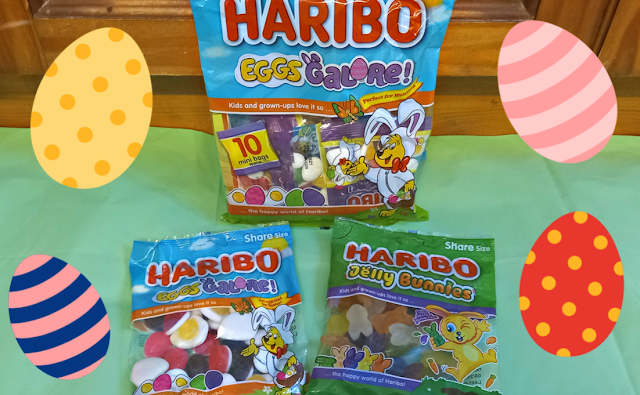 HARIBO
EGGS Galore!
Kids and grown-ups love it so ...
Perfect for
10
mini bags
... the happy world of Haribo!
Share size
HARIBO
EGGS Galore!
Kids and grown-ups love it so ...
Share size
HARIBO
Jelly Bunnies
Kids and grown-ups love it so ...
... the happy world of Haribo!